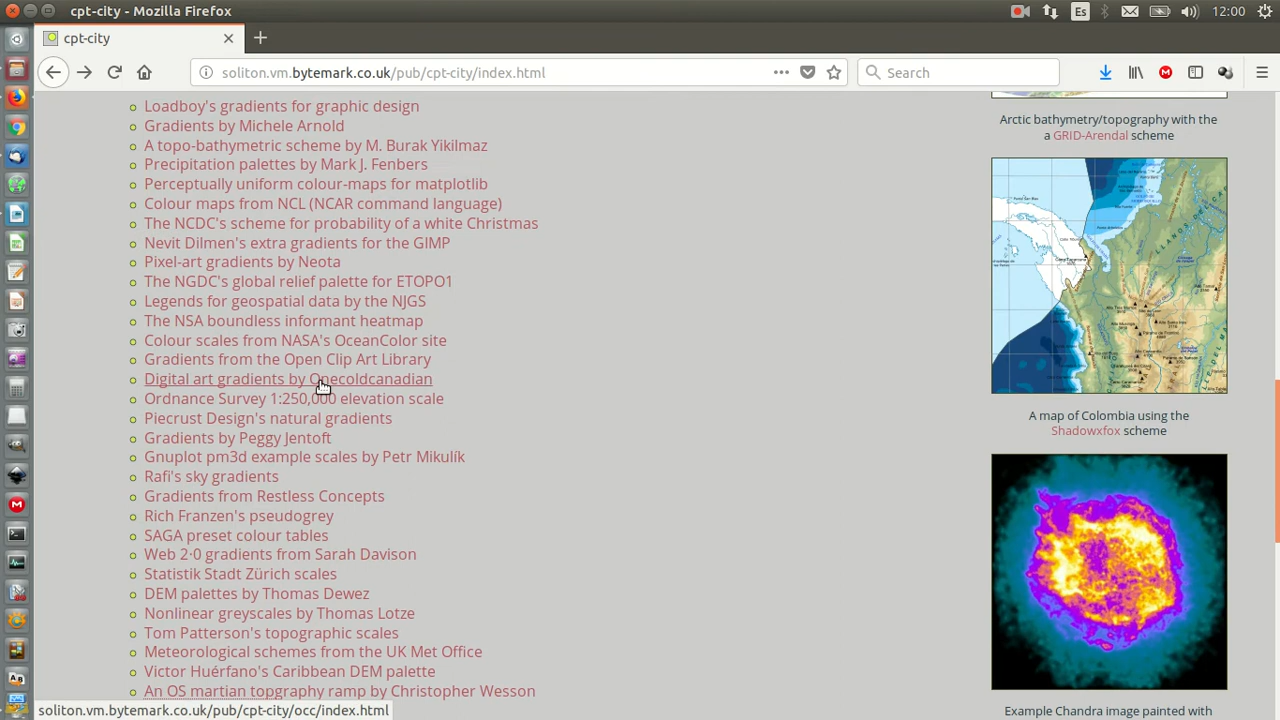 cpt-city - Mozilla Firefox
Es
12:00
cpt-city
soliton.vm.bytemark.co.uk/pub/cpt-city/index.html
Search
Loadboy's gradients for graphic design
Gradients by Michele Arnold
A topo-bathymetric scheme by M. Burak Yikilmaz
Precipitation palettes by Mark J. Fenbers
Perceptually uniform colour-maps for matplotlib
Colour maps from NCL (NCAR command language)
The NCDC's scheme for probability of a white Christmas
Nevit Dilmen's extra gradients for the GIMP
Pixel-art gradients by Neota
The NGDC's global relief palette for ETOPO1
Legends for geospatial data by the NJGS
The NSA boundless informant heatmap
Colour scales from NASA's OceanColor site
Gradients from the Open Clip Art Library
Digital art gradients by Onecoldcanadian
Ordnance Survey 1:250,000 elevation scale
Piecrust Design's natural gradients
Gradients by Peggy Jentoft
Gnuplot pm3d example scales by Petr Mikulík
Rafi's sky gradients
Gradients from Restless Concepts
Rich Franzen's pseudogrey
SAGA preset colour tables
Web 2·0 gradients from Sarah Davison
Statistik Stadt Zürich scales
DEM palettes by Thomas Dewez
Nonlinear greyscales by Thomas Lotze
Tom Patterson's topographic scales
Meteorological schemes from the UK Met Office
Victor Huérfano's Caribbean DEM palette
An OS martian topgraphy ramp by Christopher Wesson
soliton.vm.bytemark.co.uk/pub/cpt-city/occ/index.html
Arctic bathymetry/topography with the
a GRID-Arendal scheme
A map of Colombia using the
Shadowxfox scheme
Example Chandra image painted with